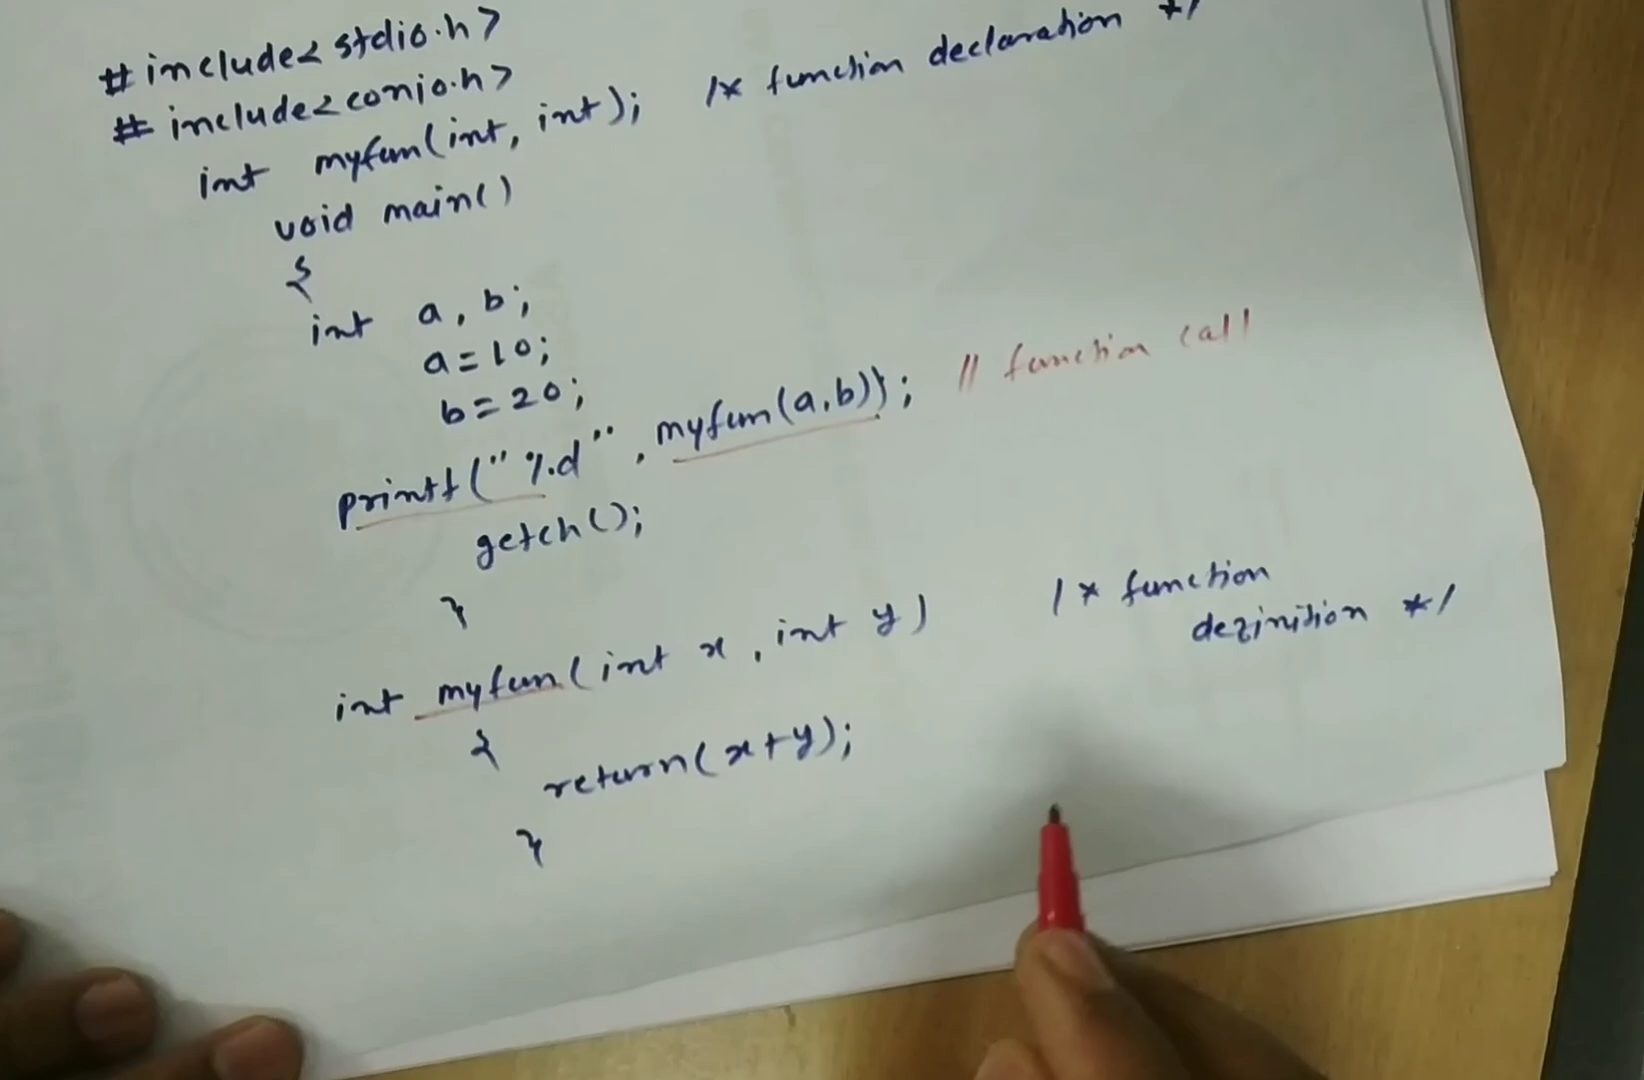 #include<stdio.h>
#include<conio.h>
int myfun(int, int); /* function declaration */
void main()
{
int a, b;
a=10;
b=20;
printf("%d", myfun(a,b)); // function call
getch();
}
int myfun(int x, int y) /* function
definition */
{
return(x+y);
}